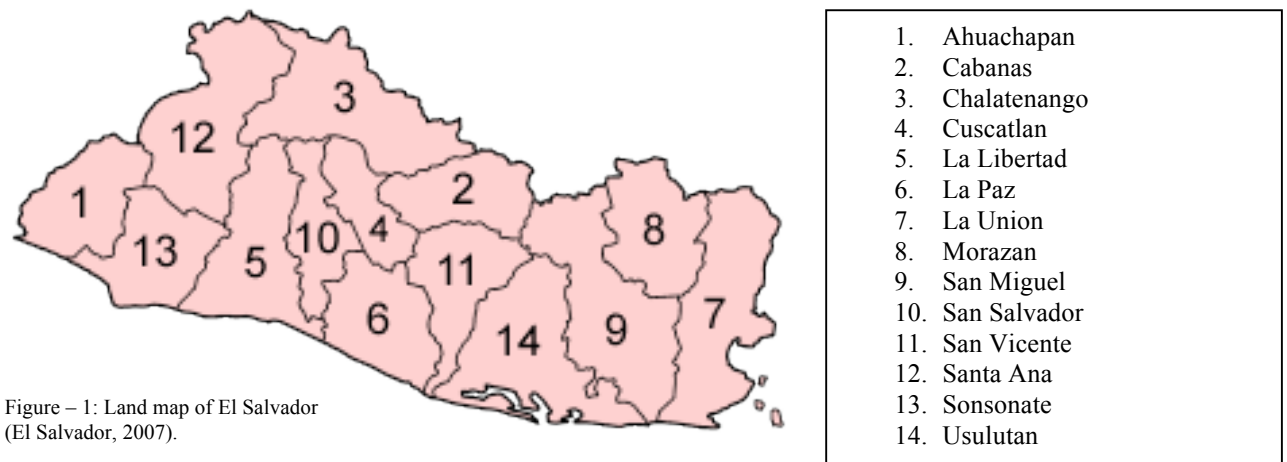 3
12
2
1
8
4
10
13
5
11
7
6
9
14
Figure – 1: Land map of El Salvador
(El Salvador, 2007).
1. Ahuachapan
2. Cabanas
3. Chalatenango
4. Cuscatlan
5. La Libertad
6. La Paz
7. La Union
8. Morazan
9. San Miguel
10. San Salvador
11. San Vicente
12. Santa Ana
13. Sonsonate
14. Usulutan